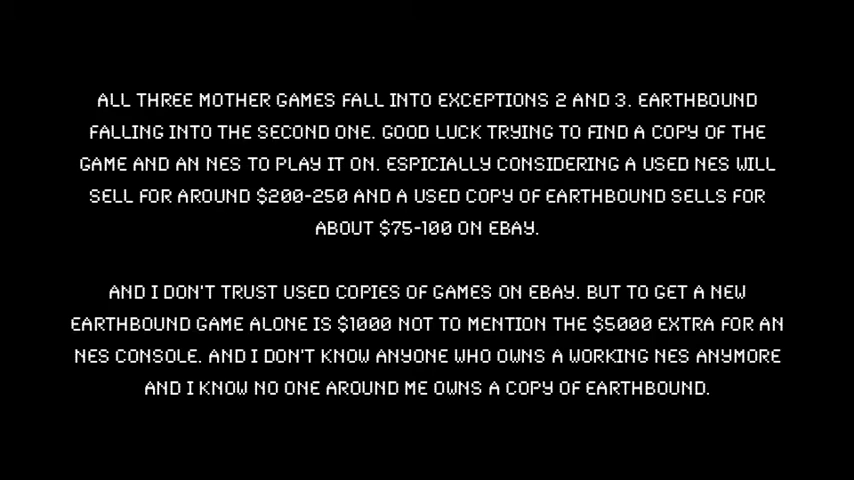 ALL THREE MOTHER GAMES FALL INTO EXCEPTIONS 2 AND 3. EARTHBOUND
FALLING INTO THE SECOND ONE. GOOD LUCK TRYING TO FIND A COPY OF THE
GAME AND AN NES TO PLAY IT ON. ESPICIALLY CONSIDERING A USED NES WILL
SELL FOR AROUND $200-250 AND A USED COPY OF EARTHBOUND SELLS FOR
ABOUT $75-100 ON EBAY.
AND I DON'T TRUST USED COPIES OF GAMES ON EBAY. BUT TO GET A NEW
EARTHBOUND GAME ALONE IS $1000 NOT TO MENTION THE $5000 EXTRA FOR AN
NES CONSOLE. AND I DON'T KNOW ANYONE WHO OWNS A WORKING NES ANYMORE
AND I KNOW NO ONE AROUND ME OWNS A COPY OF EARTHBOUND.